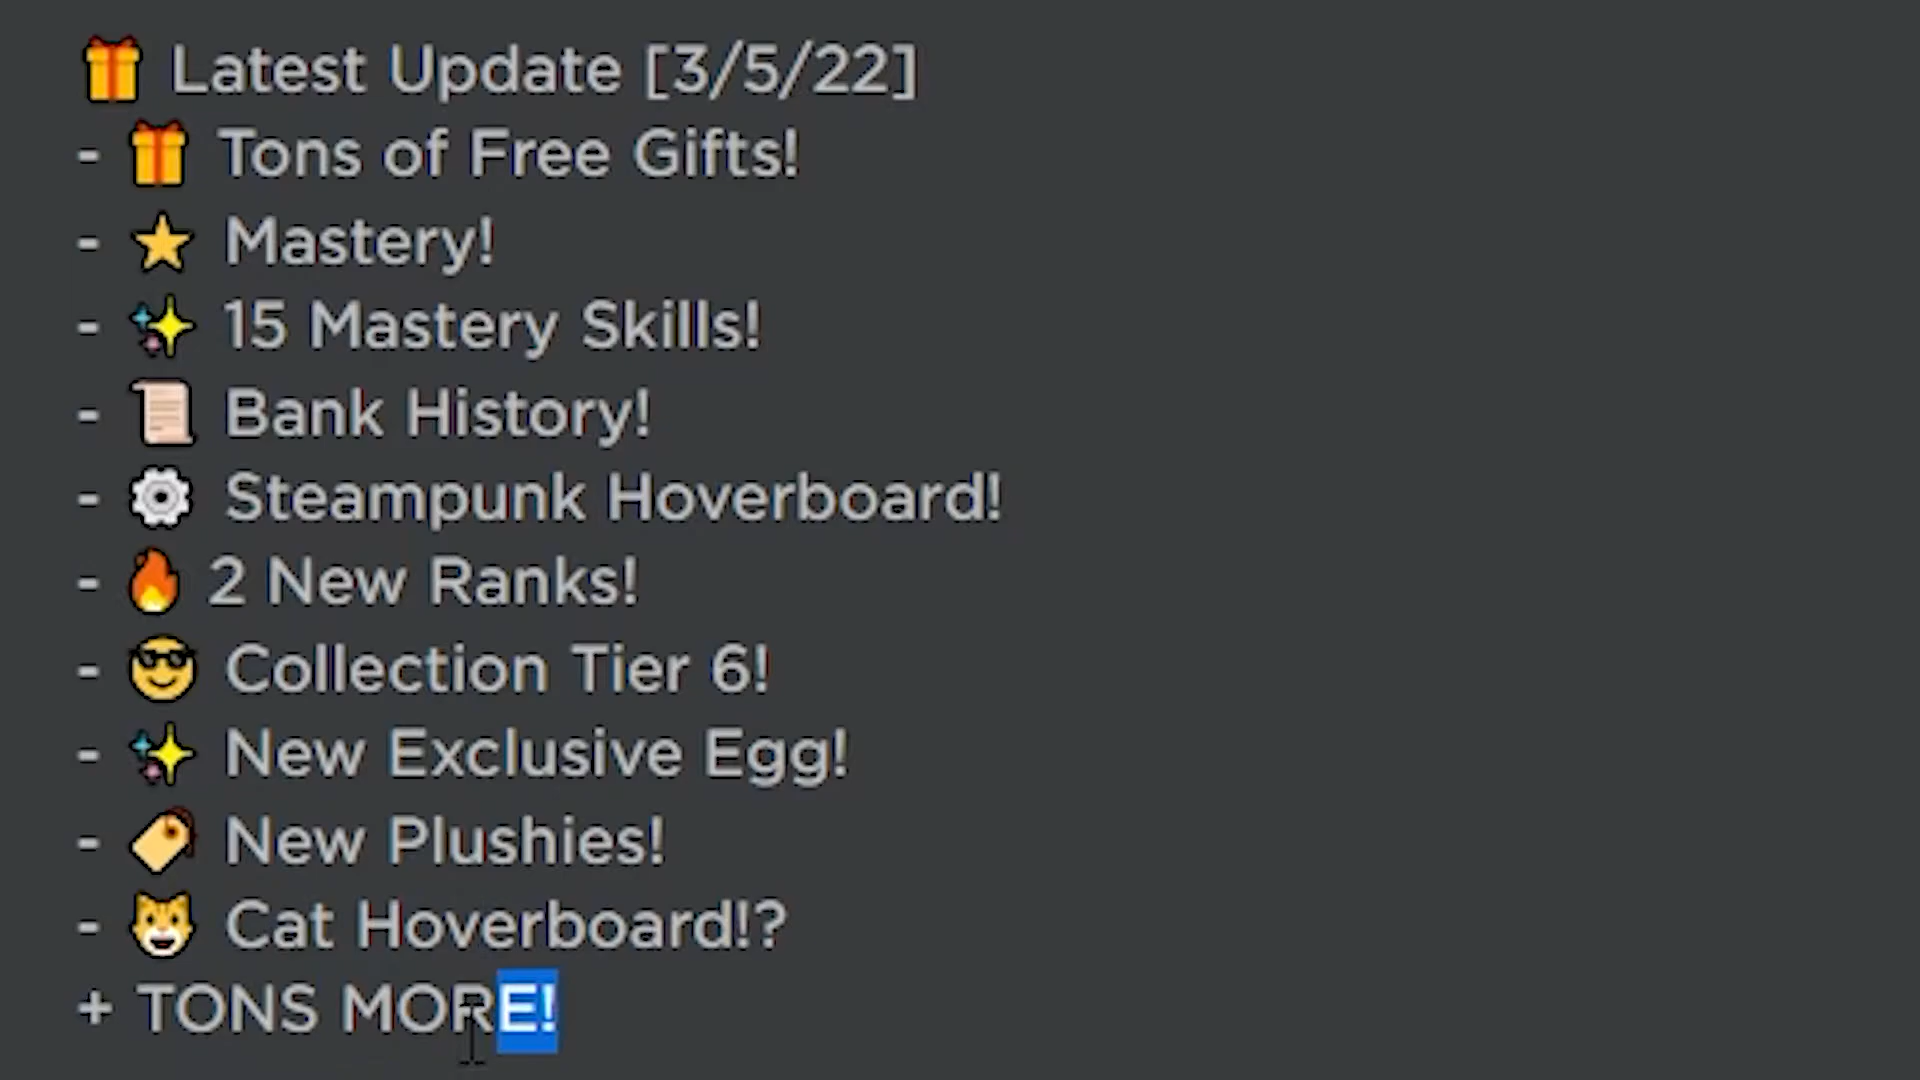 🎁 Latest Update [3/5/22]
- 🎁 Tons of Free Gifts!
- ⭐ Mastery!
- ✨ 15 Mastery Skills!
- 📜 Bank History!
- ⚙️ Steampunk Hoverboard!
- 🔥 2 New Ranks!
- 😎 Collection Tier 6!
- ✨ New Exclusive Egg!
- 🏷️ New Plushies!
- 😺 Cat Hoverboard!?
+ TONS MORE!